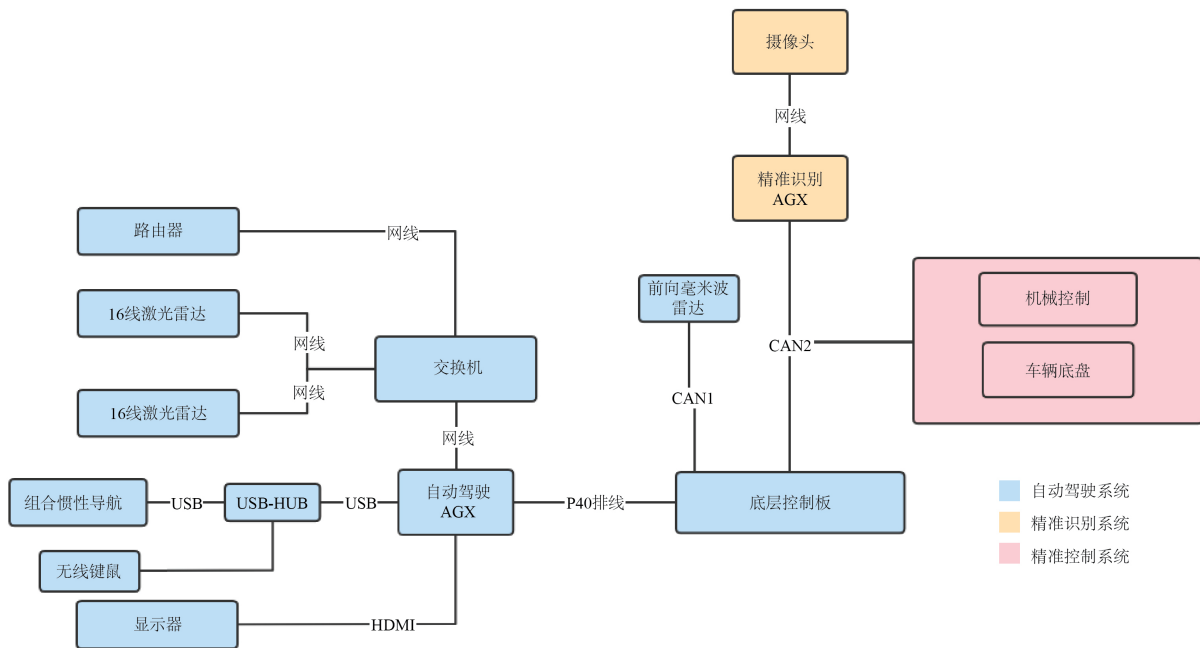 摄像头
网线
精准识别
AGX
路由器
网线
16线激光雷达
网线
交换机
网线
16线激光雷达
网线
前向毫米波
雷达
CAN1
CAN2
机械控制
车辆底盘
组合惯性导航
USB
USB-HUB
USB
自动驾驶
AGX
P40排线
底层控制板
无线键鼠
显示器
HDMI
自动驾驶系统
精准识别系统
精准控制系统